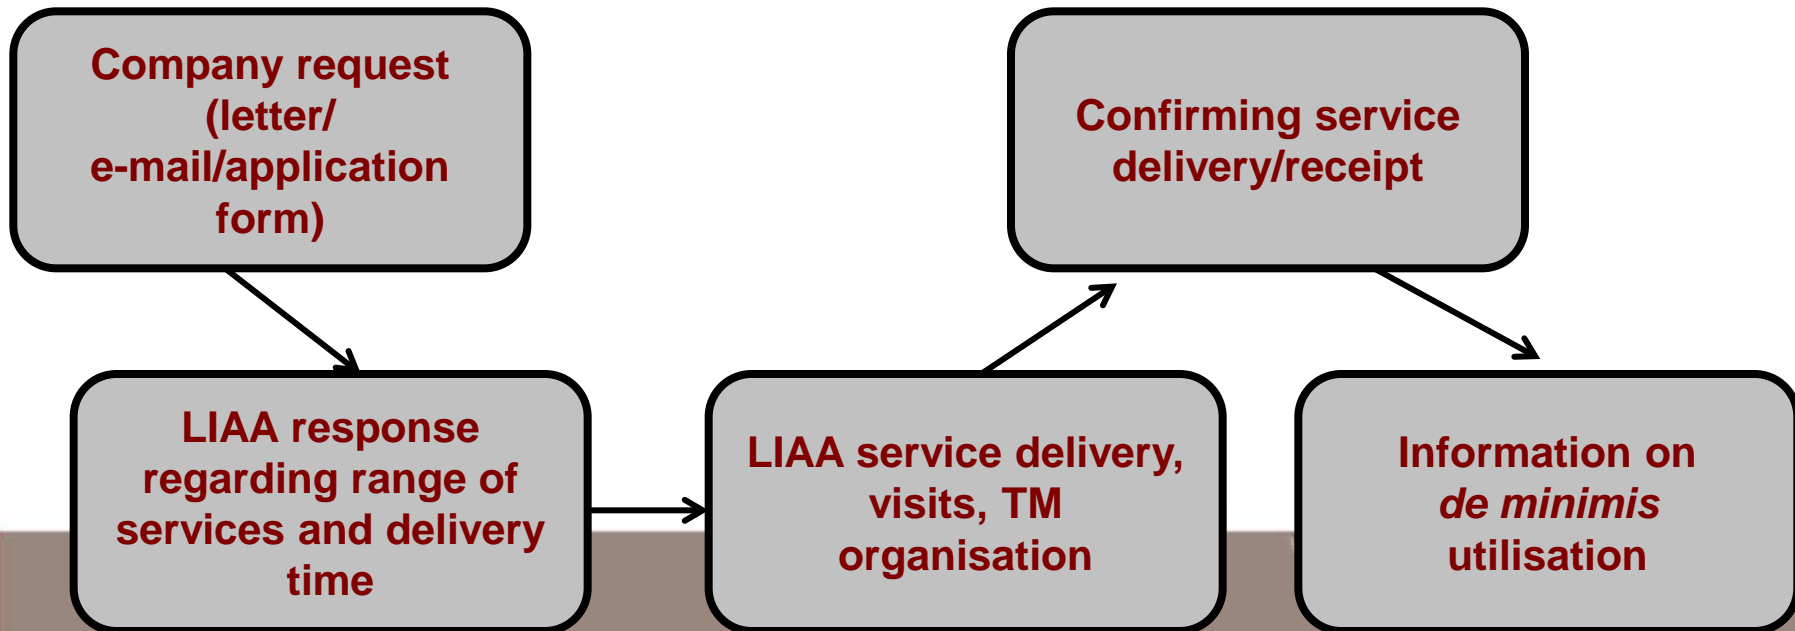 Company request
(letter/
e-mail/application
form)
LIAA response
regarding range of
services and delivery
time
LIAA service delivery,
visits, TM
organisation
Confirming service
delivery/receipt
Information on
de minimis
utilisation